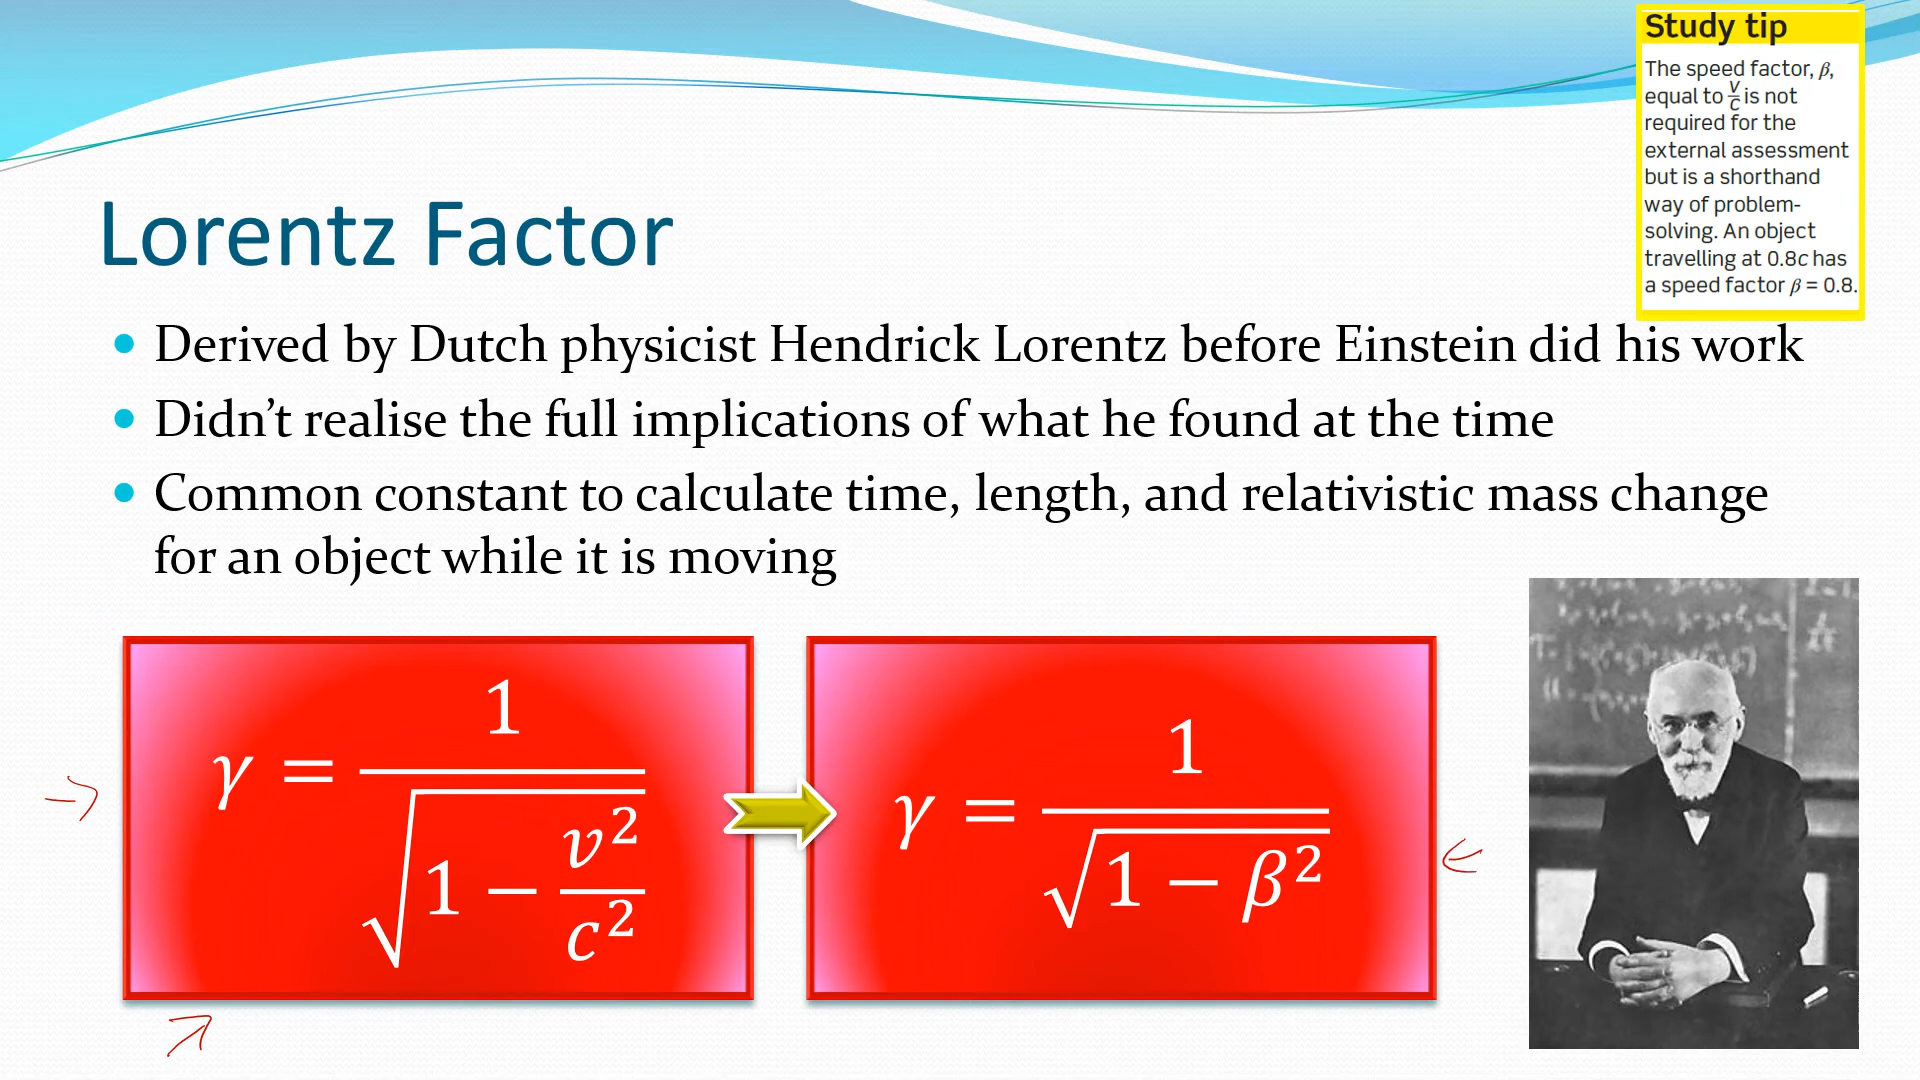 Study tip
The speed factor, β,
equal to v/c is not
required for the
external assessment
but is a shorthand
way of problem-
solving. An object
travelling at 0.8c has
a speed factor β = 0.8.
Lorentz Factor
• Derived by Dutch physicist Hendrick Lorentz before Einstein did his work
• Didn’t realise the full implications of what he found at the time
• Common constant to calculate time, length, and relativistic mass change
for an object while it is moving
γ = 1 / √(1 − v²/c²)
γ = 1 / √(1 − β²)